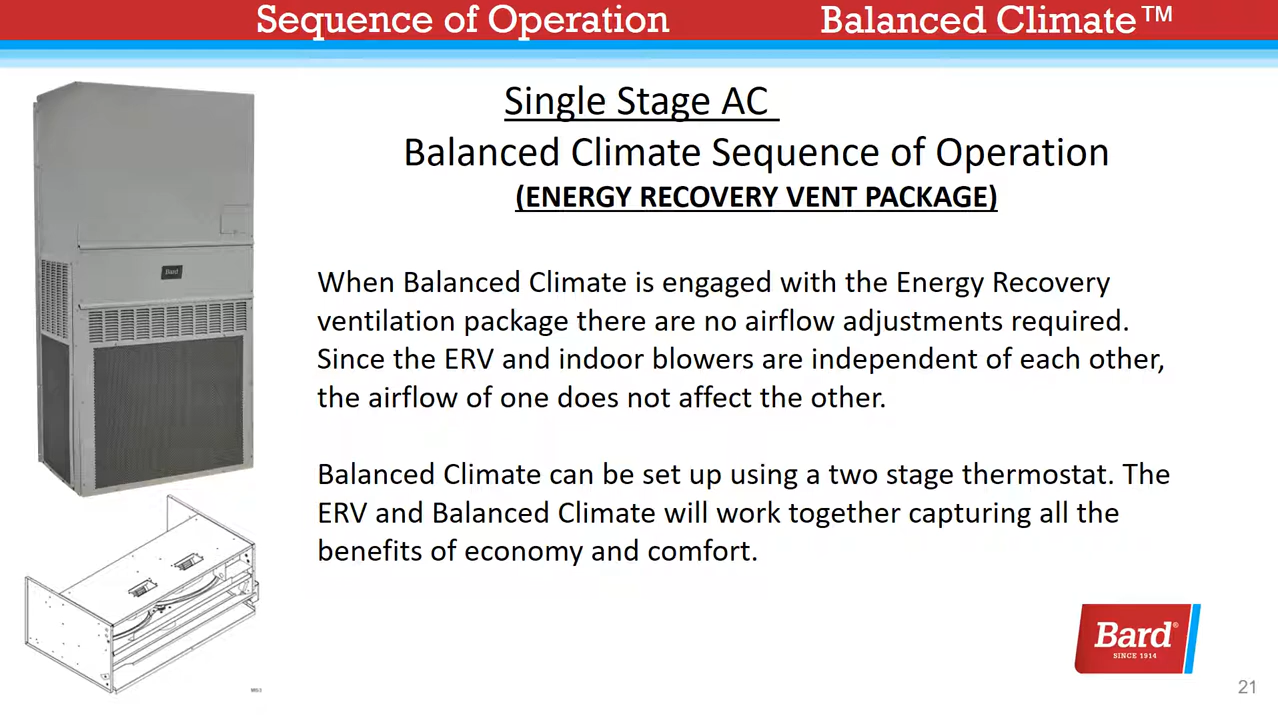 Sequence of Operation
Balanced Climate™
Single Stage AC
Balanced Climate Sequence of Operation
(ENERGY RECOVERY VENT PACKAGE)
Bard
When Balanced Climate is engaged with the Energy Recovery
ventilation package there are no airflow adjustments required.
Since the ERV and indoor blowers are independent of each other,
the airflow of one does not affect the other.
Balanced Climate can be set up using a two stage thermostat. The
ERV and Balanced Climate will work together capturing all the
benefits of economy and comfort.
Bard®
SINCE 1914
21